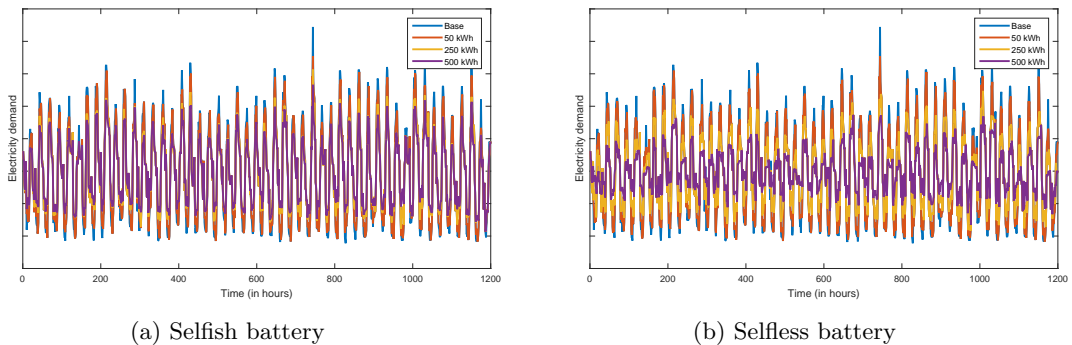 Base
50 kWh
250 kWh
500 kWh
Electricity demand
0 200 400 600 800 1000 1200
Time (in hours)
(a) Selfish battery
Base
50 kWh
250 kWh
500 kWh
Electricity demand
0 200 400 600 800 1000 1200
Time (in hours)
(b) Selfless battery